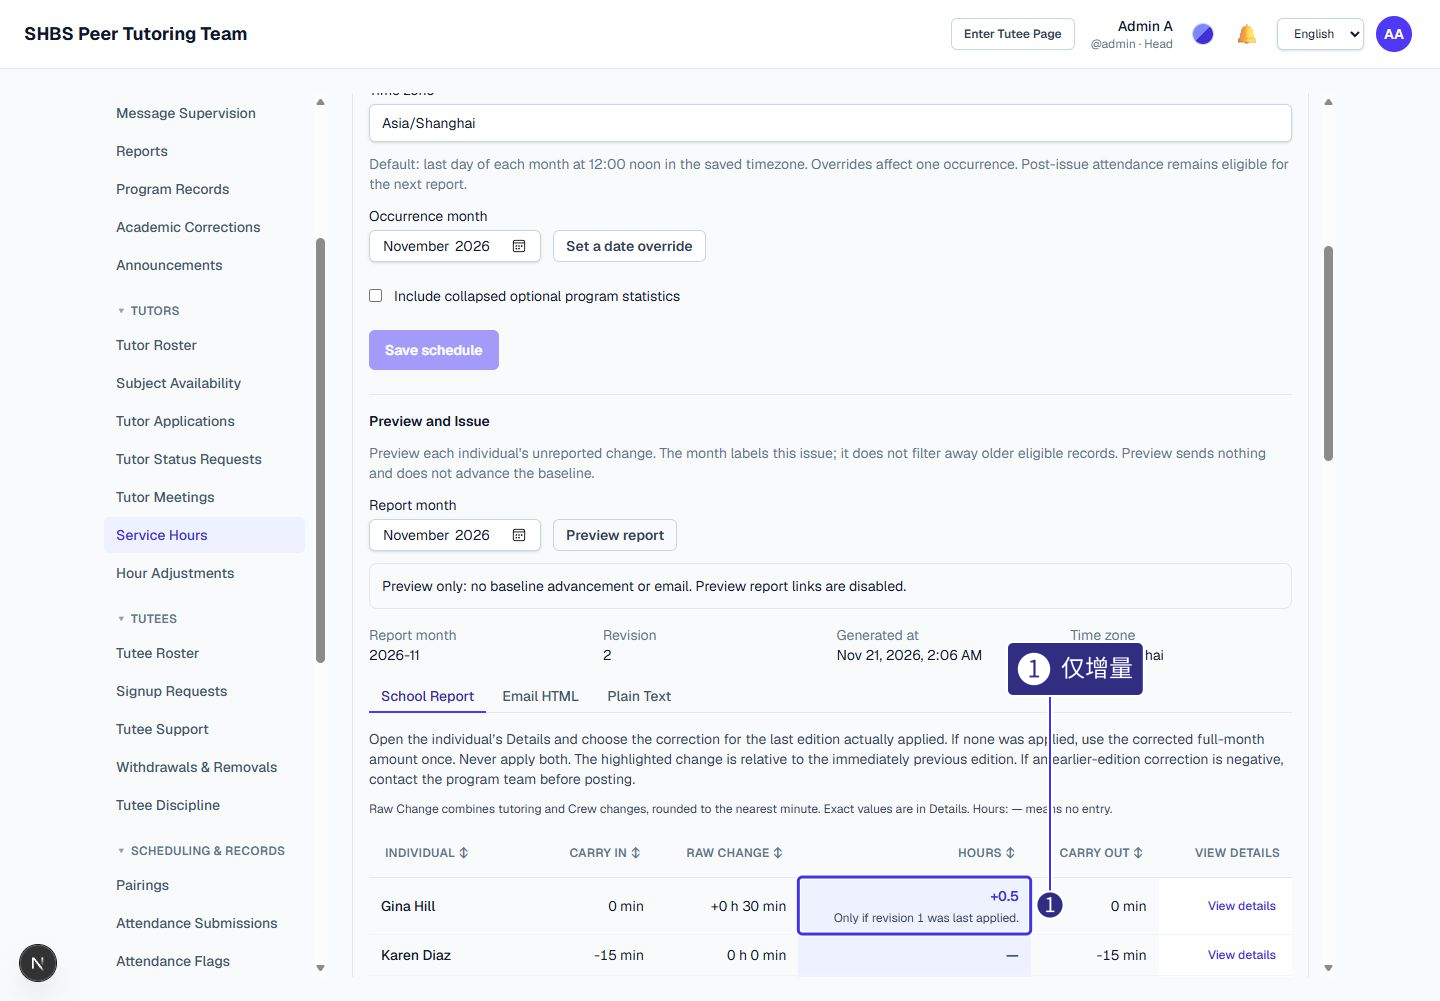 SHBS Peer Tutoring Team
Enter Tutee Page
Admin A
@admin · Head
English
AA
Message Supervision
Reports
Program Records
Academic Corrections
Announcements
TUTORS
Tutor Roster
Subject Availability
Tutor Applications
Tutor Status Requests
Tutor Meetings
Service Hours
Hour Adjustments
TUTEES
Tutee Roster
Signup Requests
Tutee Support
Withdrawals & Removals
Tutee Discipline
SCHEDULING & RECORDS
Pairings
Attendance Submissions
Attendance Flags
N
Time zone
Asia/Shanghai
Default: last day of each month at 12:00 noon in the saved timezone. Overrides affect one occurrence. Post-issue attendance remains eligible for
the next report.
Occurrence month
November 2026
Set a date override
Include collapsed optional program statistics
Save schedule
Preview and Issue
Preview each individual's unreported change. The month labels this issue; it does not filter away older eligible records. Preview sends nothing
and does not advance the baseline.
Report month
November 2026
Preview report
Preview only: no baseline advancement or email. Preview report links are disabled.
Report month
2026-11
Revision
2
Generated at
Nov 21, 2026, 2:06 AM
Time zone
hai
1 仅增量
School Report
Email HTML
Plain Text
Open the individual's Details and choose the correction for the last edition actually applied. If none was applied, use the corrected full-month
amount once. Never apply both. The highlighted change is relative to the immediately previous edition. If an earlier-edition correction is negative,
contact the program team before posting.
Raw Change combines tutoring and Crew changes, rounded to the nearest minute. Exact values are in Details. Hours: — means no entry.
INDIVIDUAL CARRY IN RAW CHANGE HOURS CARRY OUT VIEW DETAILS
Gina Hill 0 min +0 h 30 min +0.5 0 min View details
Only if revision 1 was last applied.
1
Karen Diaz -15 min 0 h 0 min — -15 min View details